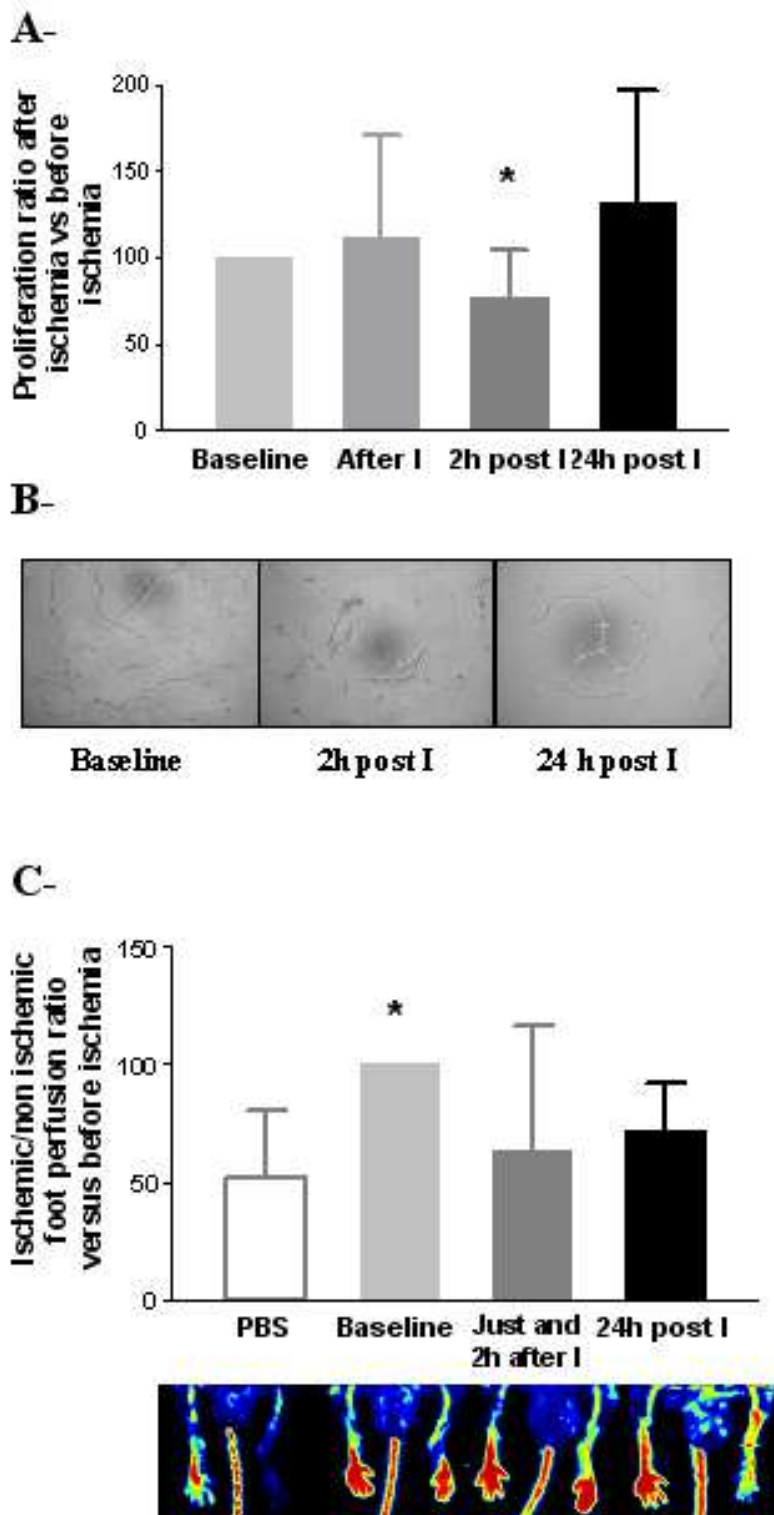 A-
Proliferation ratio after
ischemia vs before
ischemia
200
150
100
50
0
*
Baseline
After I
2h post I
24h post I
B-
Baseline
2h post I
24 h post I
C-
Ischemic/non ischemic
foot perfusion ratio
versus before ischemia
150
100
50
0
*
PBS
Baseline
Just and
2h after I
24h post I